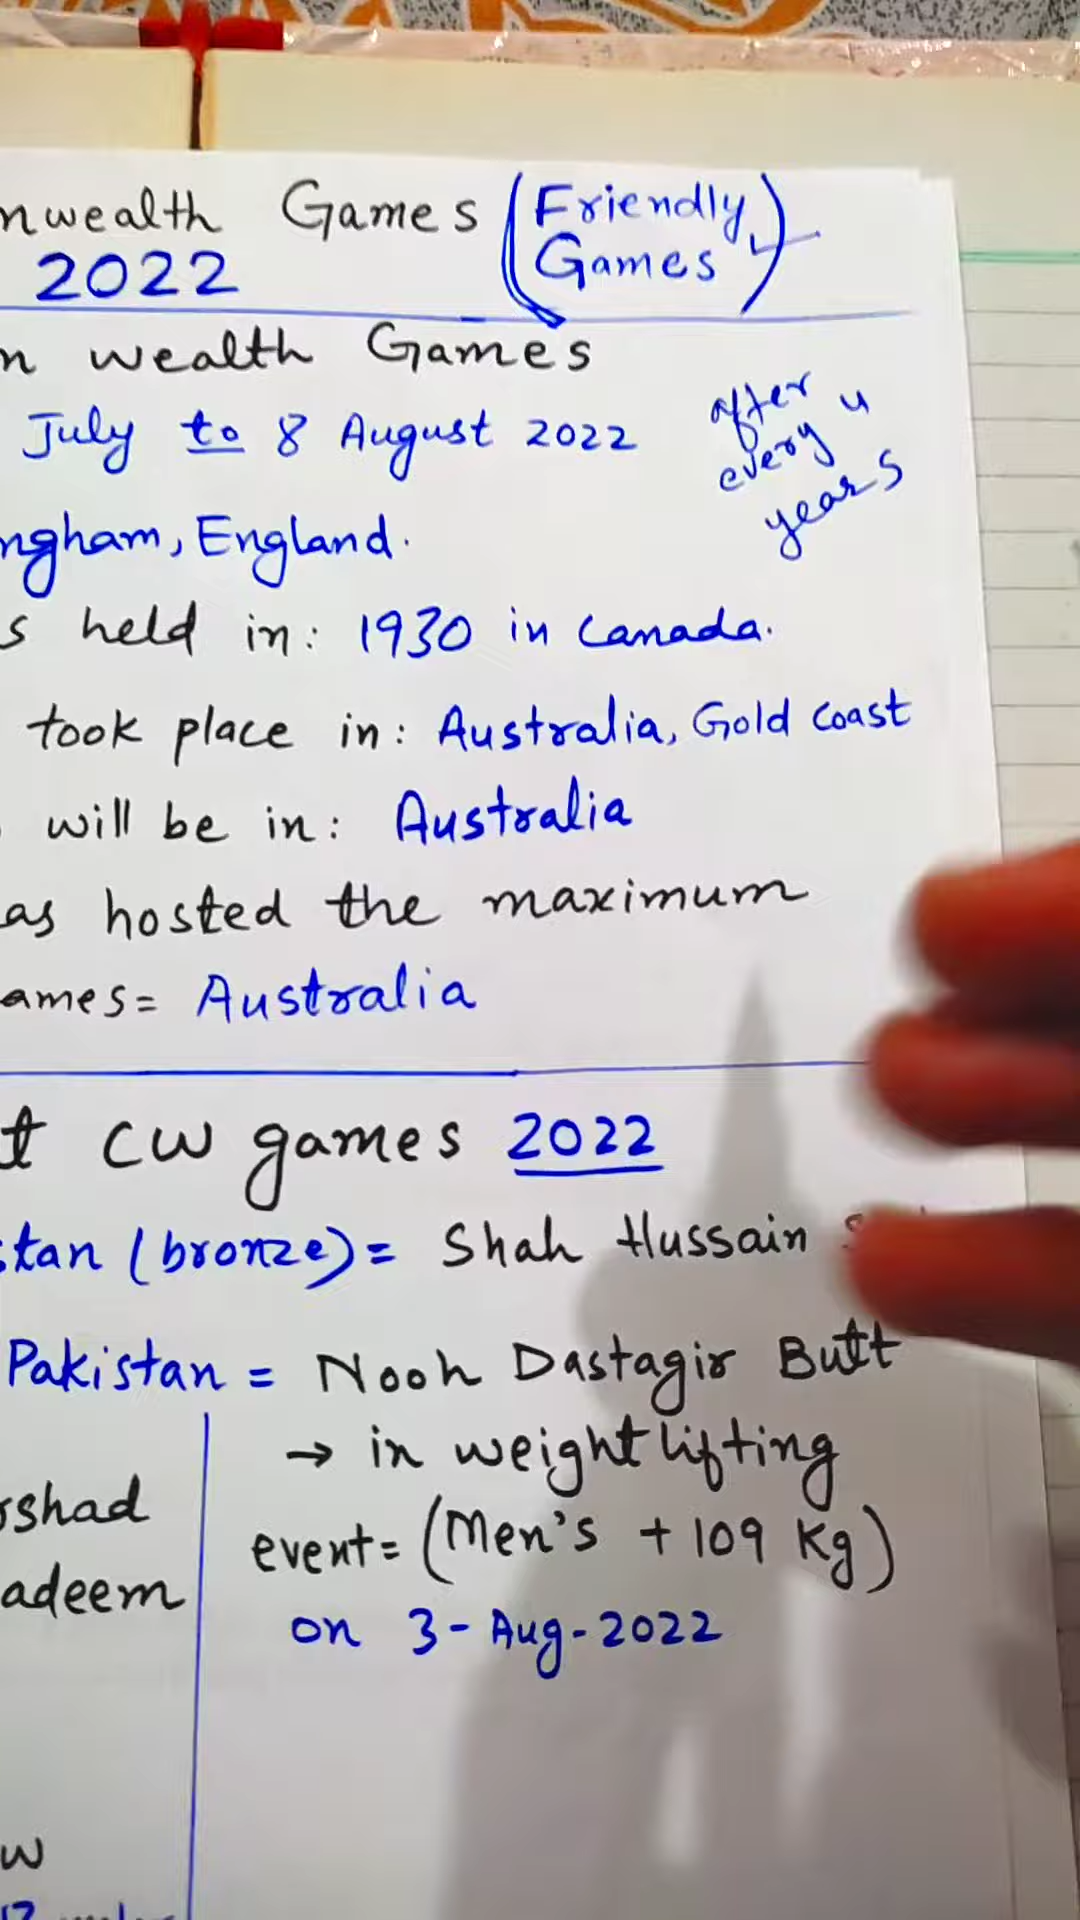 nwealth Games (Friendly Games)
2022
n wealth Games
July to 8 August 2022
after every 4 years
ngham, England.
s held in: 1930 in Canada.
took place in: Australia, Gold Coast
will be in: Australia
as hosted the maximum
ames= Australia
t CW games 2022
stan (bronze) = Shah Hussain
Pakistan = Nooh Dastagir Butt
→ in weightlifting
event= (Men's +109 Kg)
on 3-Aug-2022
rshad
adeem
w